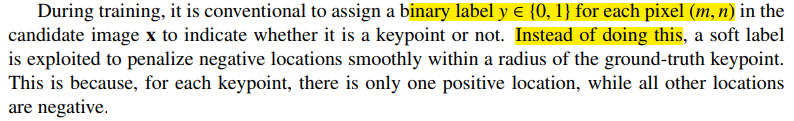 During training, it is conventional to assign a binary label y ∈ {0, 1} for each pixel (m, n) in the
candidate image x to indicate whether it is a keypoint or not. Instead of doing this, a soft label
is exploited to penalize negative locations smoothly within a radius of the ground-truth keypoint.
This is because, for each keypoint, there is only one positive location, while all other locations
are negative.